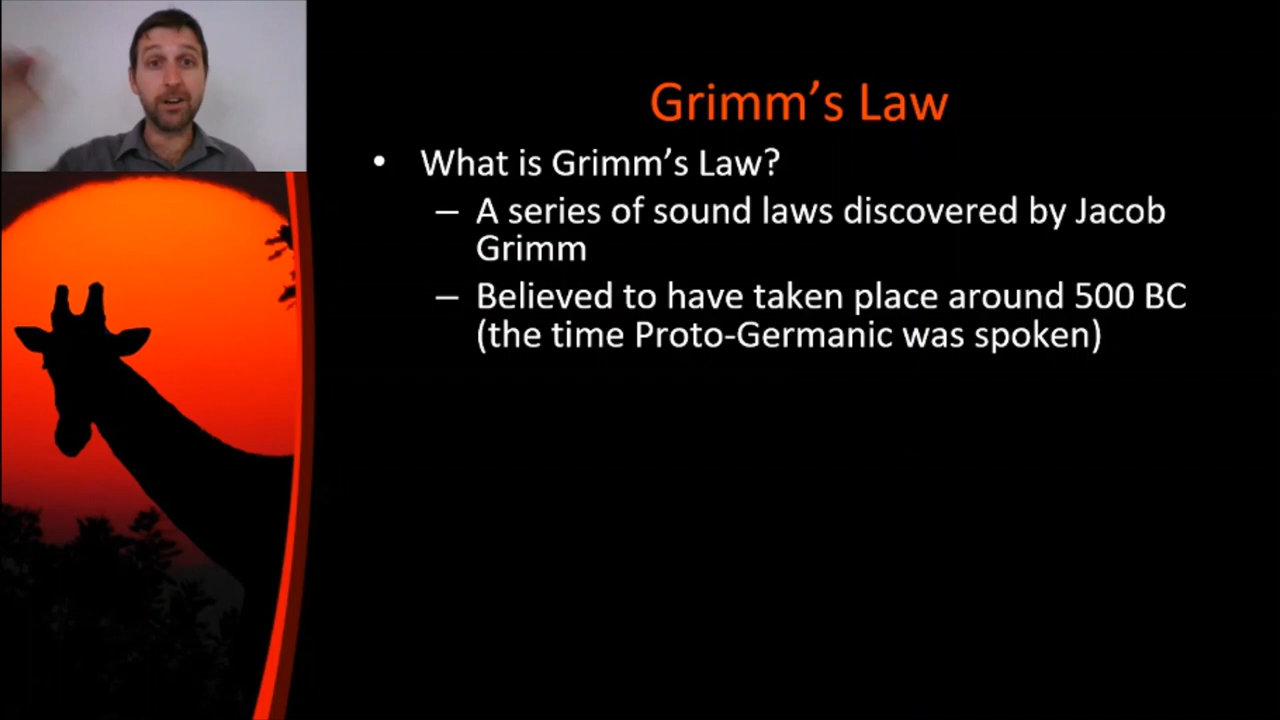 Grimm’s Law
• What is Grimm’s Law?
– A series of sound laws discovered by Jacob
Grimm
– Believed to have taken place around 500 BC
(the time Proto-Germanic was spoken)